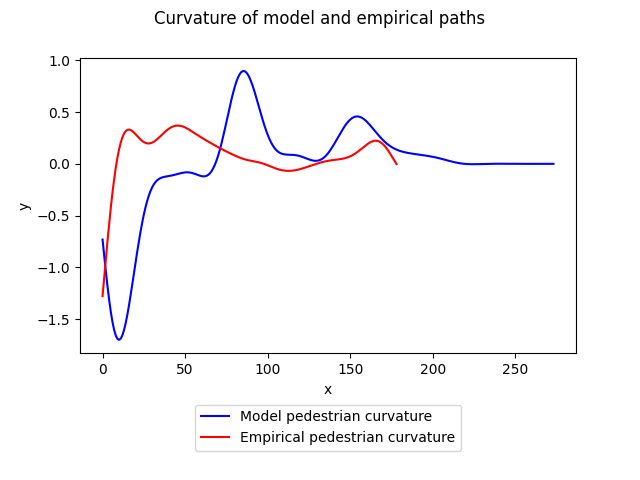 Curvature of model and empirical paths
1.0
0.5
0.0
−0.5
−1.0
−1.5
y
0 50 100 150 200 250
x
Model pedestrian curvature
Empirical pedestrian curvature